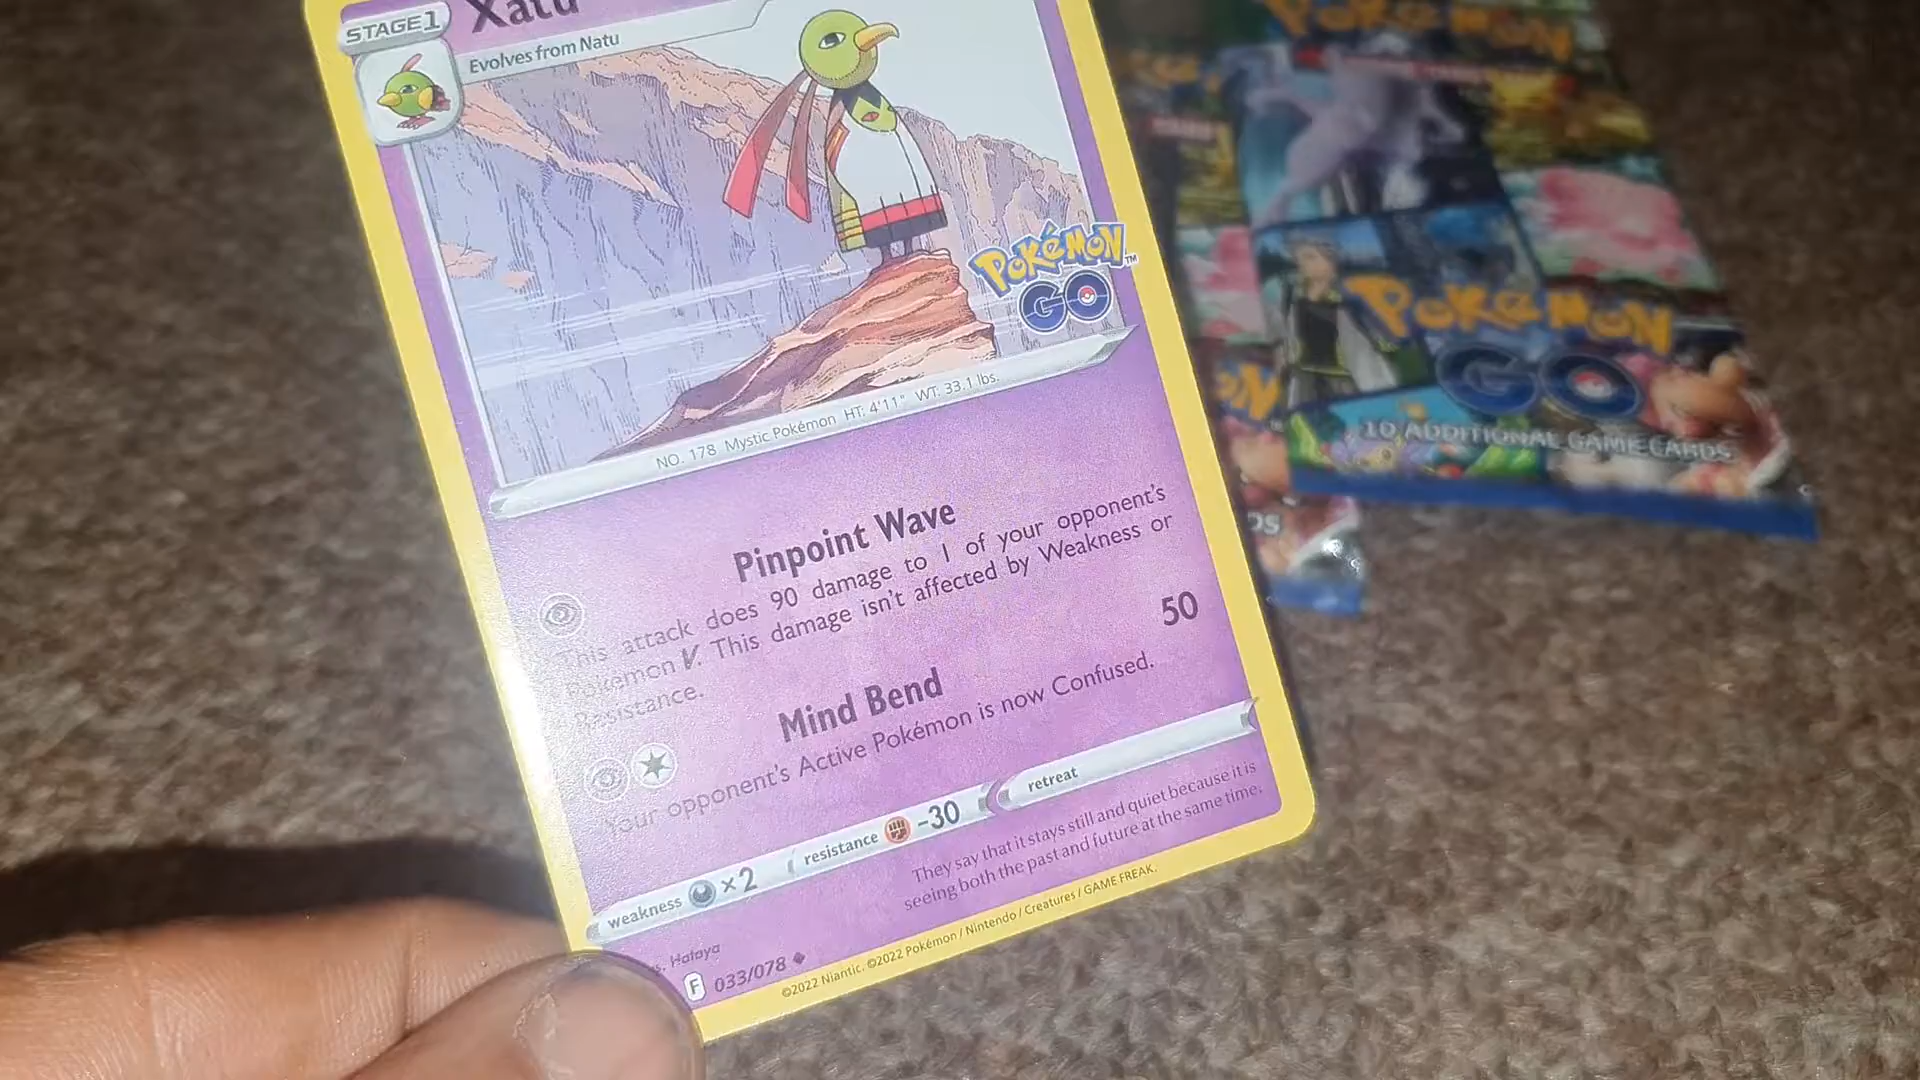 STAGE 1
Xatu
Evolves from Natu
POKéMON™
GO
NO. 178 Mystic Pokémon HT: 4'11" WT: 33.1 lbs.
Pinpoint Wave
This attack does 90 damage to 1 of your opponent's
Pokémon V. This damage isn't affected by Weakness or
Resistance.
Mind Bend
50
Your opponent's Active Pokémon is now Confused.
weakness ×2
resistance -30
retreat
They say that it stays still and quiet because it is
seeing both the past and future at the same time.
s. Hataya
F 033/078
©2022 Niantic. ©2022 Pokémon / Nintendo / Creatures / GAME FREAK.
POKéMON
POKéMON
GO
10 ADDITIONAL GAME CARDS
DS